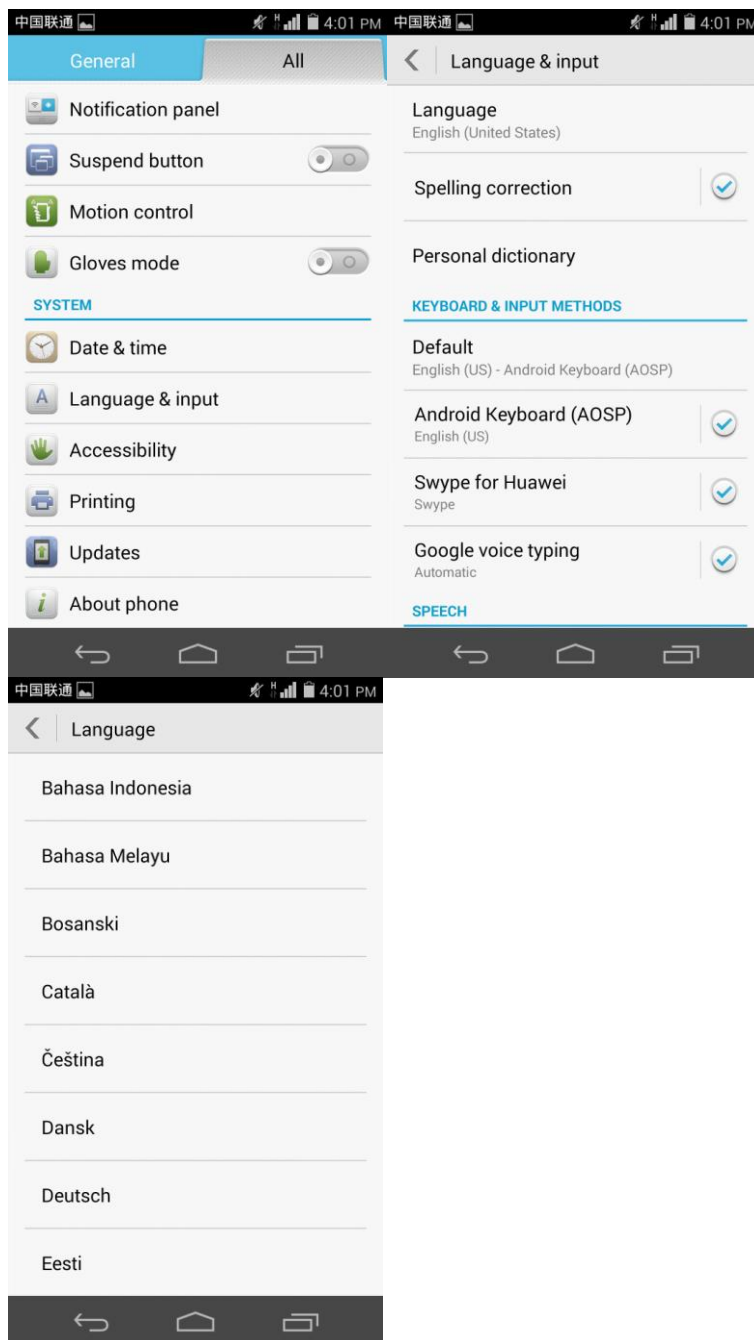 中国联通
4:01 PM
General
All
Notification panel
Suspend button
Motion control
Gloves mode
SYSTEM
Date & time
Language & input
Accessibility
Printing
Updates
About phone
中国联通
4:01 PM
Language & input
Language
English (United States)
Spelling correction
Personal dictionary
KEYBOARD & INPUT METHODS
Default
English (US) - Android Keyboard (AOSP)
Android Keyboard (AOSP)
English (US)
Swype for Huawei
Swype
Google voice typing
Automatic
SPEECH
中国联通
4:01 PM
Language
Bahasa Indonesia
Bahasa Melayu
Bosanski
Català
Čeština
Dansk
Deutsch
Eesti